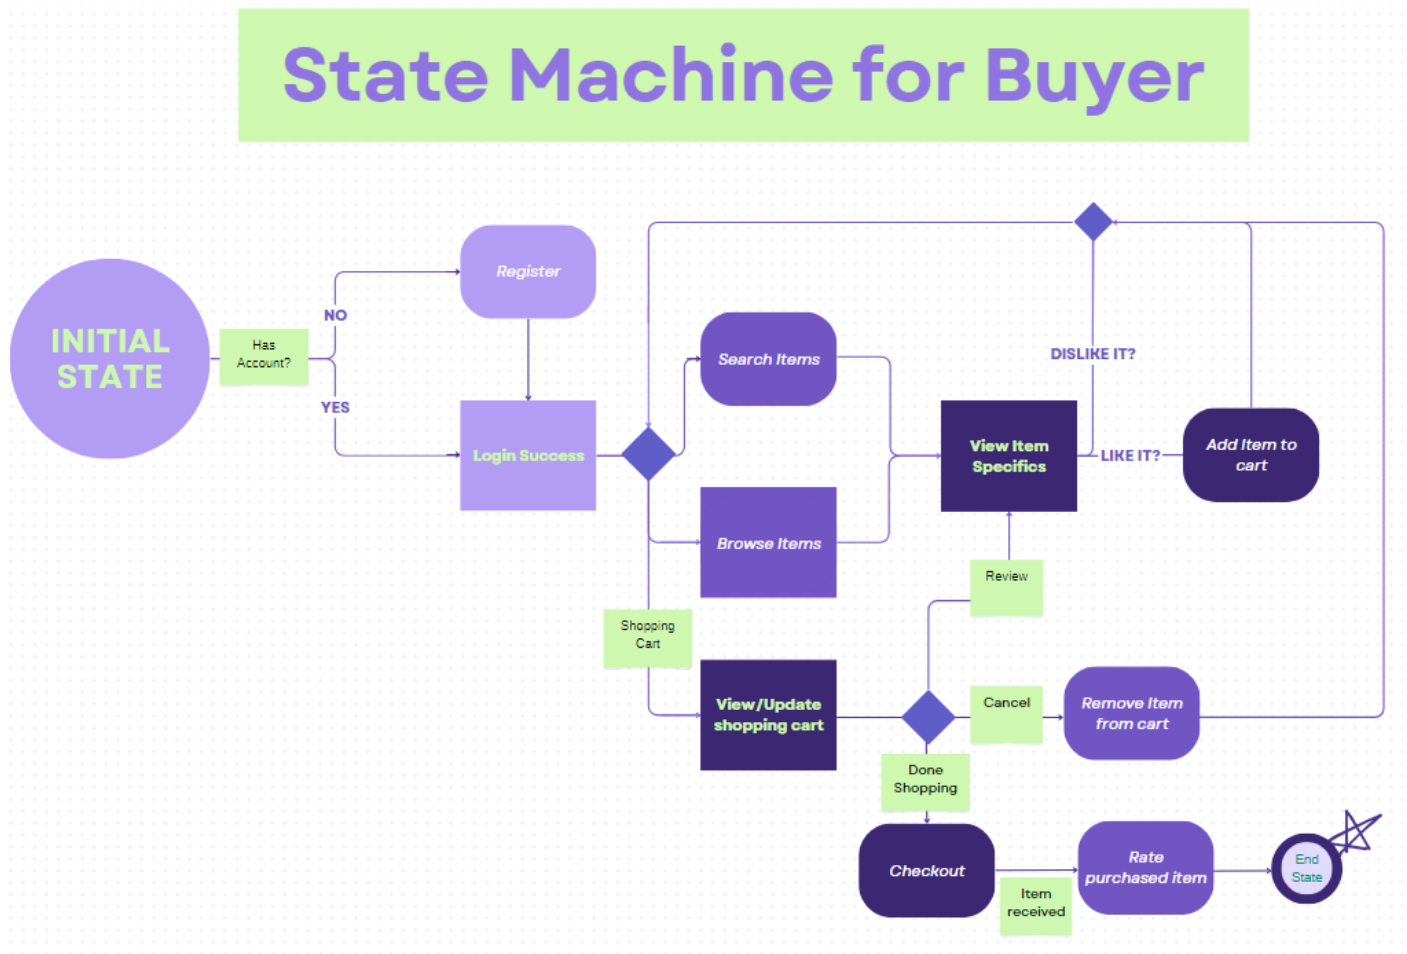 State Machine for Buyer
INITIAL
STATE
Has
Account?
NO
YES
Register
Login Success
Search Items
Browse Items
Shopping
Cart
View/Update
shopping cart
View Item
Specifics
DISLIKE IT?
LIKE IT?
Add Item to
cart
Review
Cancel
Remove Item
from cart
Done
Shopping
Checkout
Item
received
Rate
purchased item
End
State